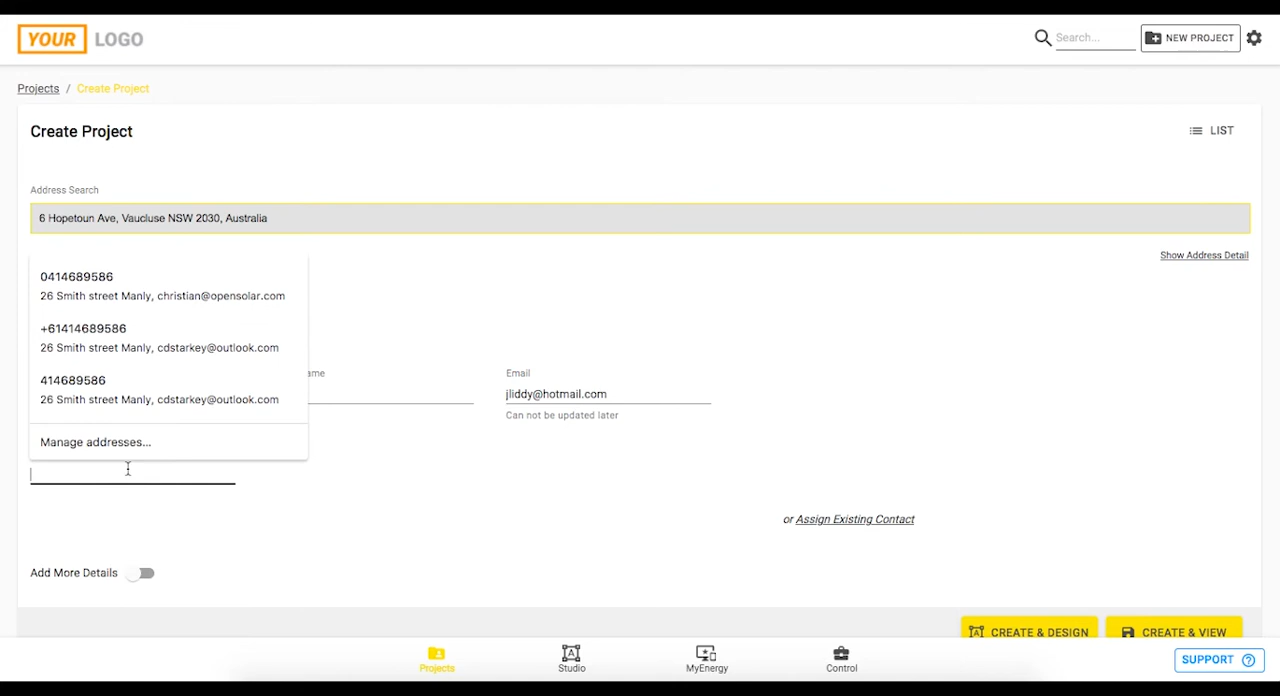 YOUR LOGO
Search...
NEW PROJECT
Projects / Create Project
Create Project
LIST
Address Search
6 Hopetoun Ave, Vaucluse NSW 2030, Australia
Show Address Detail
0414689586
26 Smith street Manly, christian@opensolar.com
+61414689586
26 Smith street Manly, cdstarkey@outlook.com
414689586
26 Smith street Manly, cdstarkey@outlook.com
Manage addresses...
ame
Email
jliddy@hotmail.com
Can not be updated later
or Assign Existing Contact
Add More Details
CREATE & DESIGN
CREATE & VIEW
Projects
Studio
MyEnergy
Control
SUPPORT